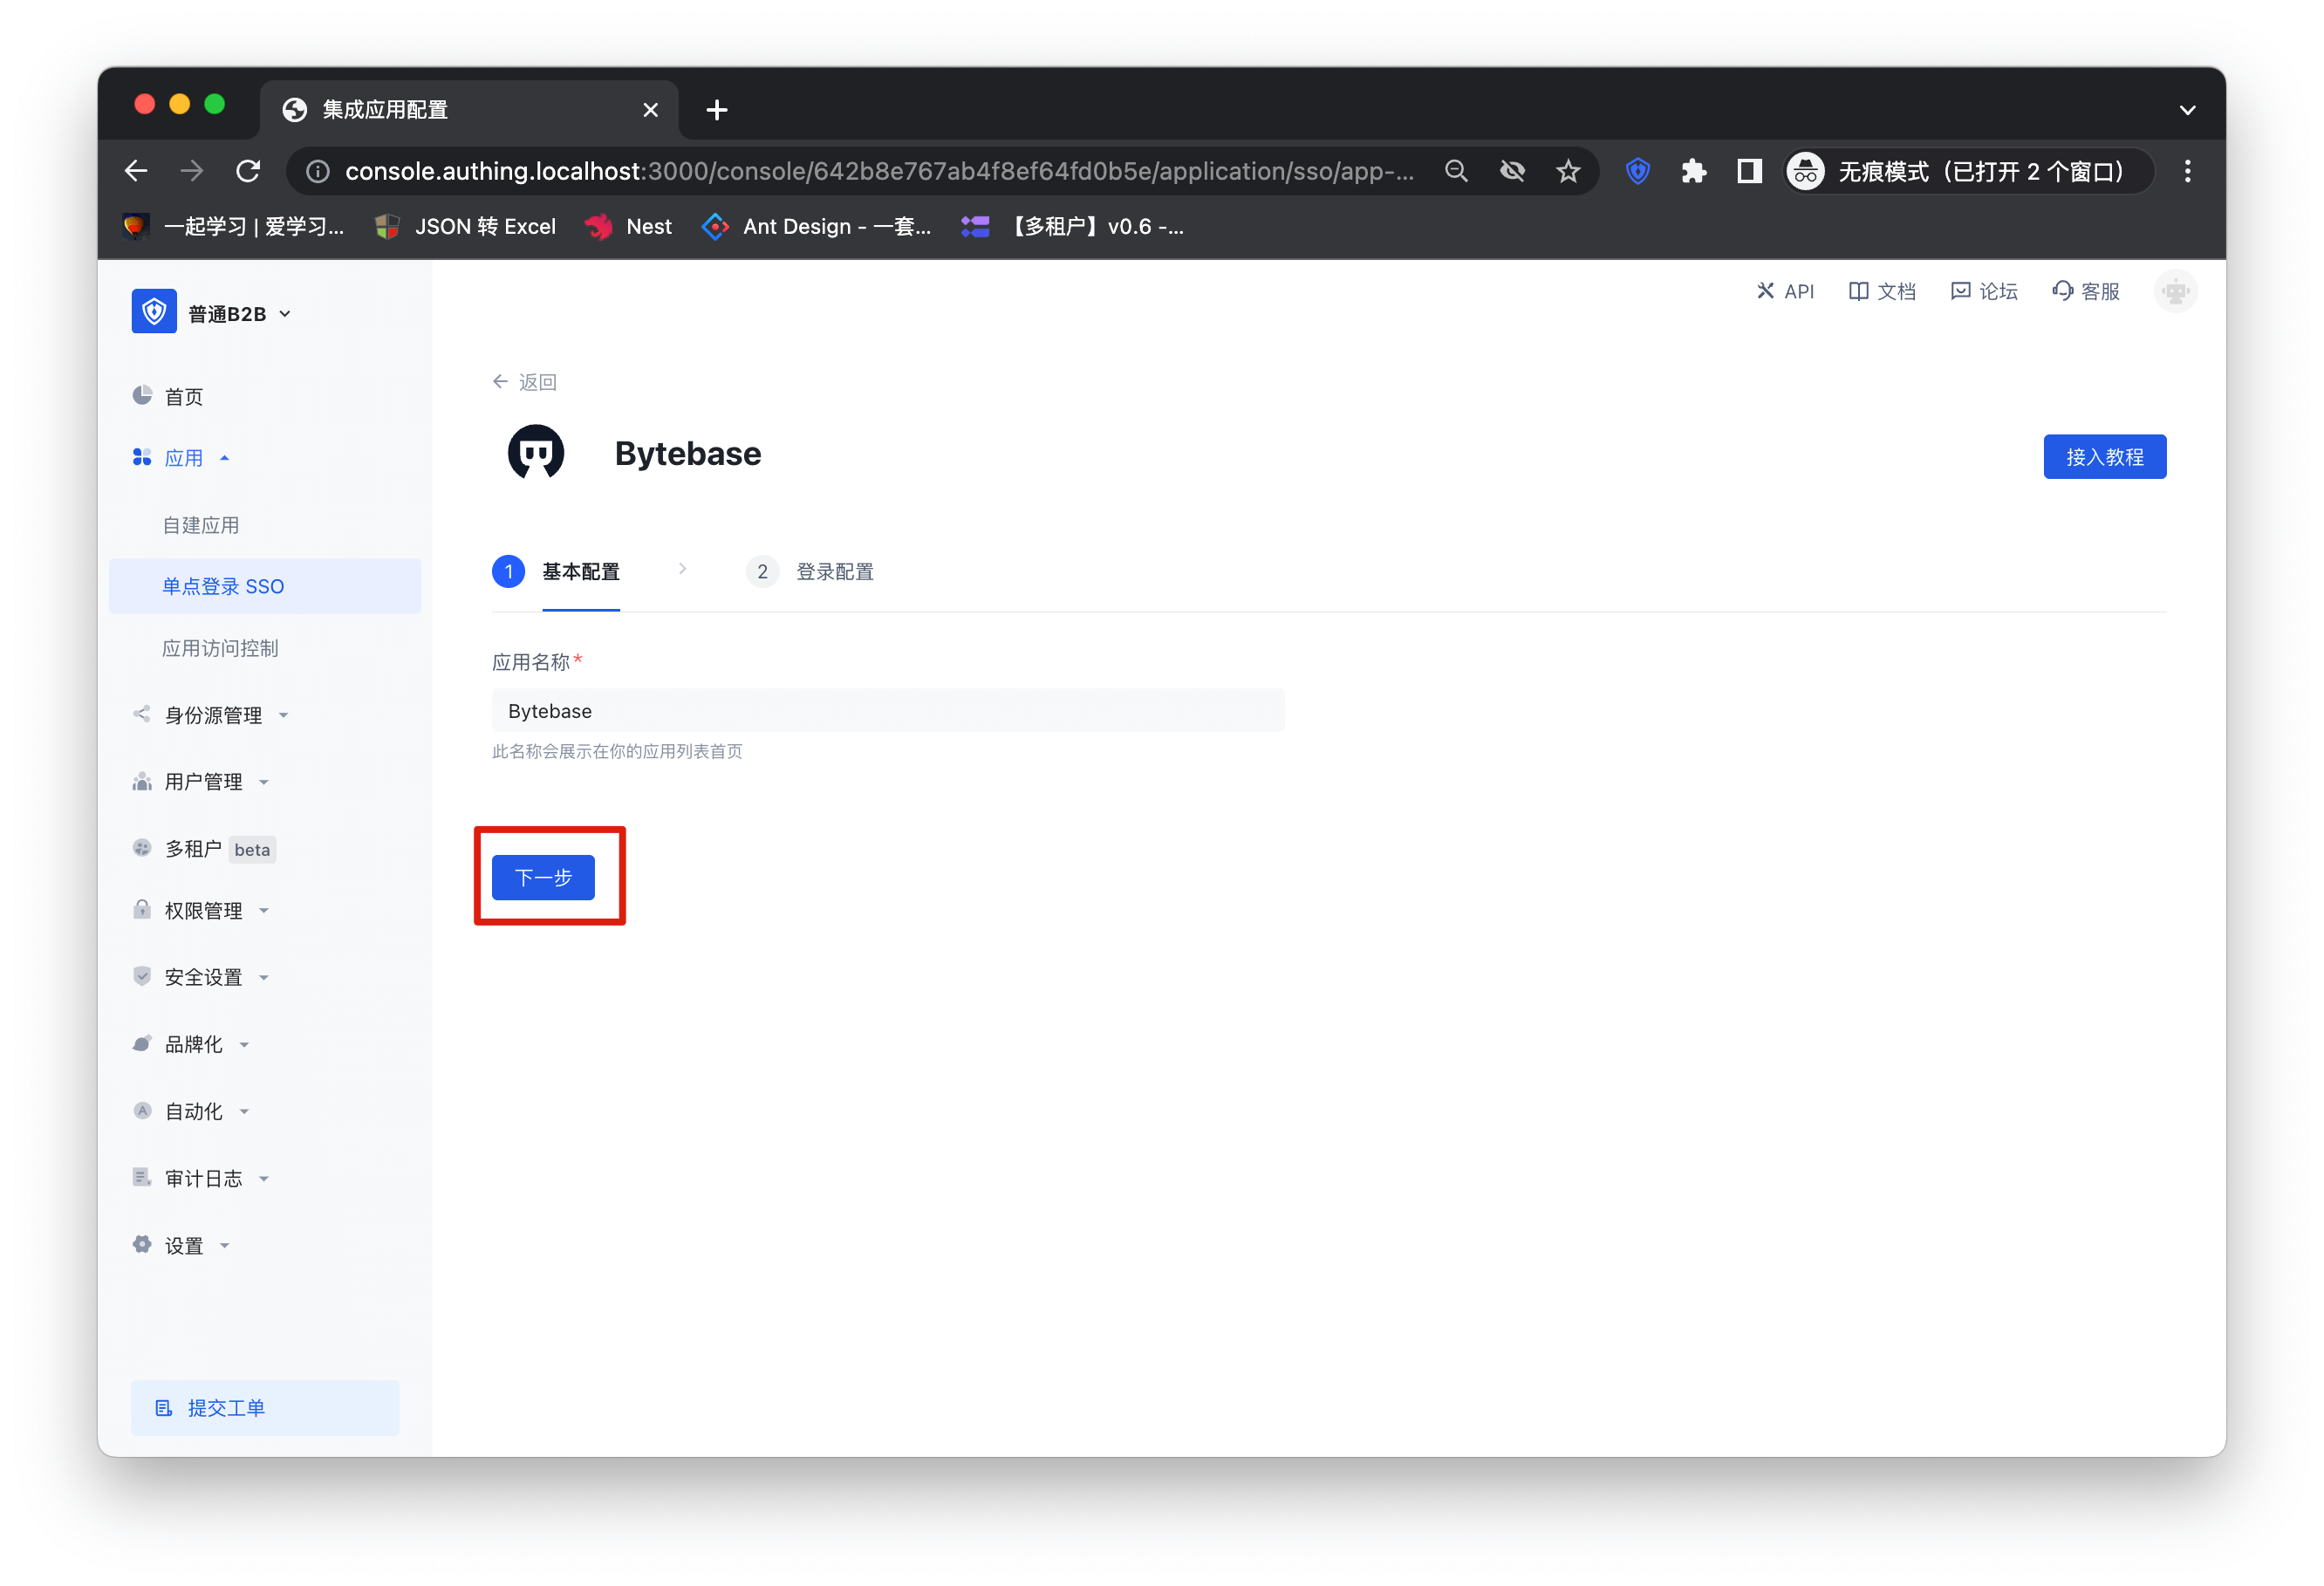 集成应用配置
console.authing.localhost:3000/console/642b8e767ab4f8ef64fd0b5e/application/sso/app-...
无痕模式（已打开 2 个窗口）
一起学习 | 爱学习...
JSON 转 Excel
Nest
Ant Design - 一套...
【多租户】v0.6 -...
普通B2B
API
文档
论坛
客服
首页
应用
自建应用
单点登录 SSO
应用访问控制
身份源管理
用户管理
多租户 beta
权限管理
安全设置
品牌化
自动化
审计日志
设置
提交工单
返回
Bytebase
接入教程
1 基本配置
2 登录配置
应用名称*
Bytebase
此名称会展示在你的应用列表首页
下一步